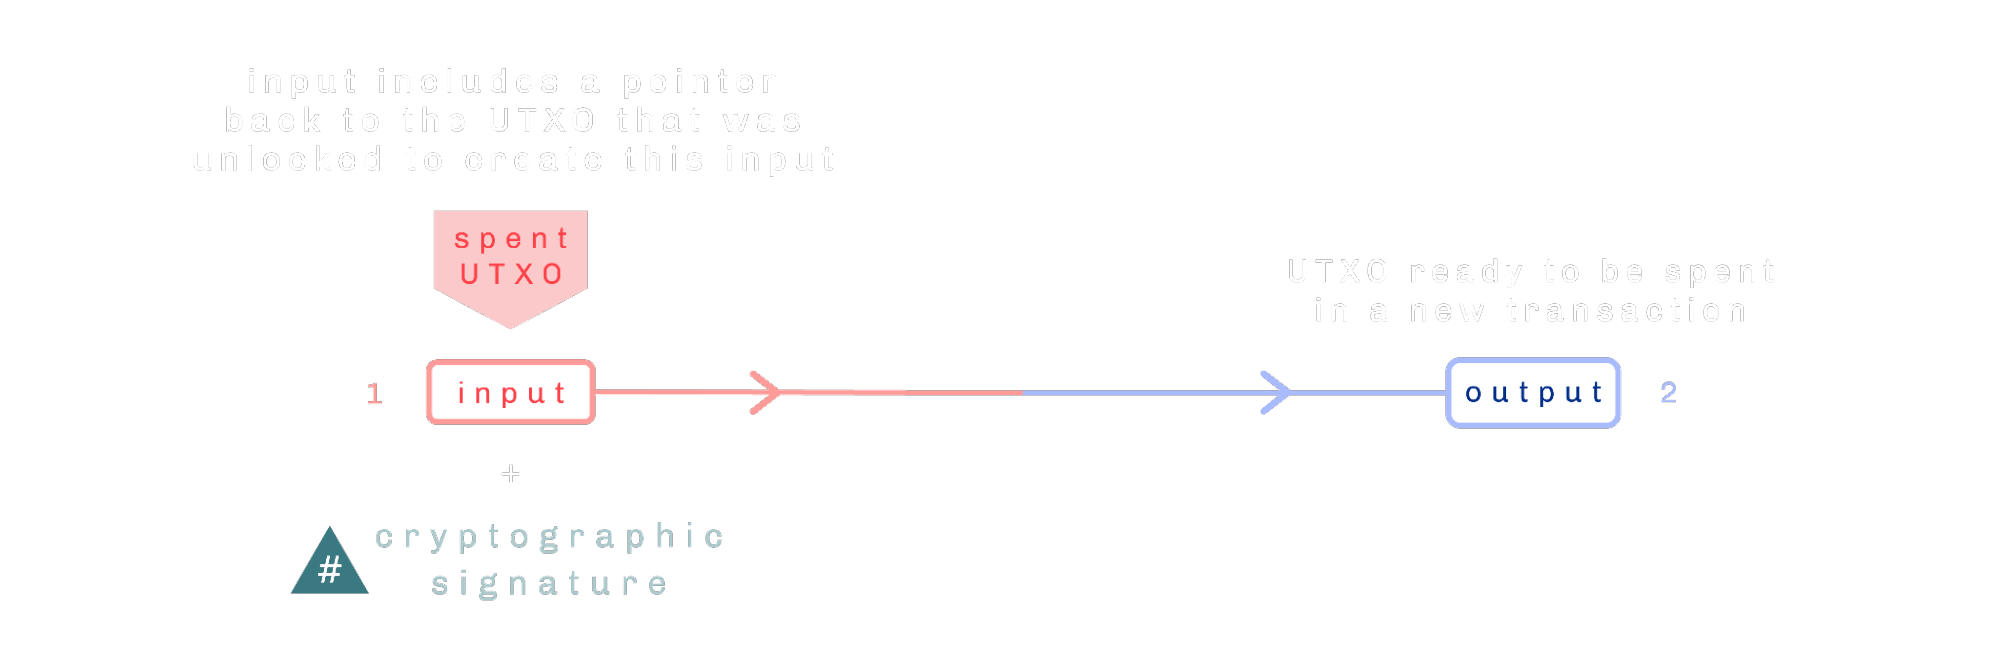 input includes a pointer
back to the UTXO that was
unlocked to create this input
spent
UTXO
UTXO ready to be spent
in a new transaction
1
input
output
2
+
#
cryptographic
signature